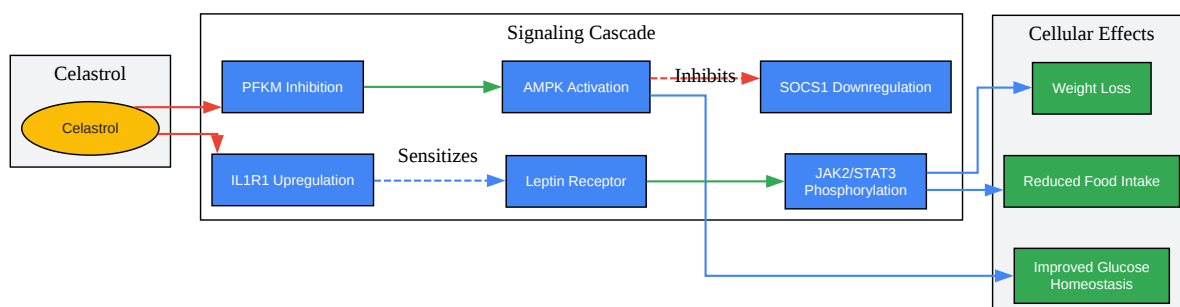 Signaling Cascade
Cellular Effects
Celastrol
Celastrol
PFKM Inhibition
AMPK Activation
Inhibits
SOCS1 Downregulation
Weight Loss
IL1R1 Upregulation
Sensitizes
Leptin Receptor
JAK2/STAT3
Phosphorylation
Reduced Food Intake
Improved Glucose
Homeostasis